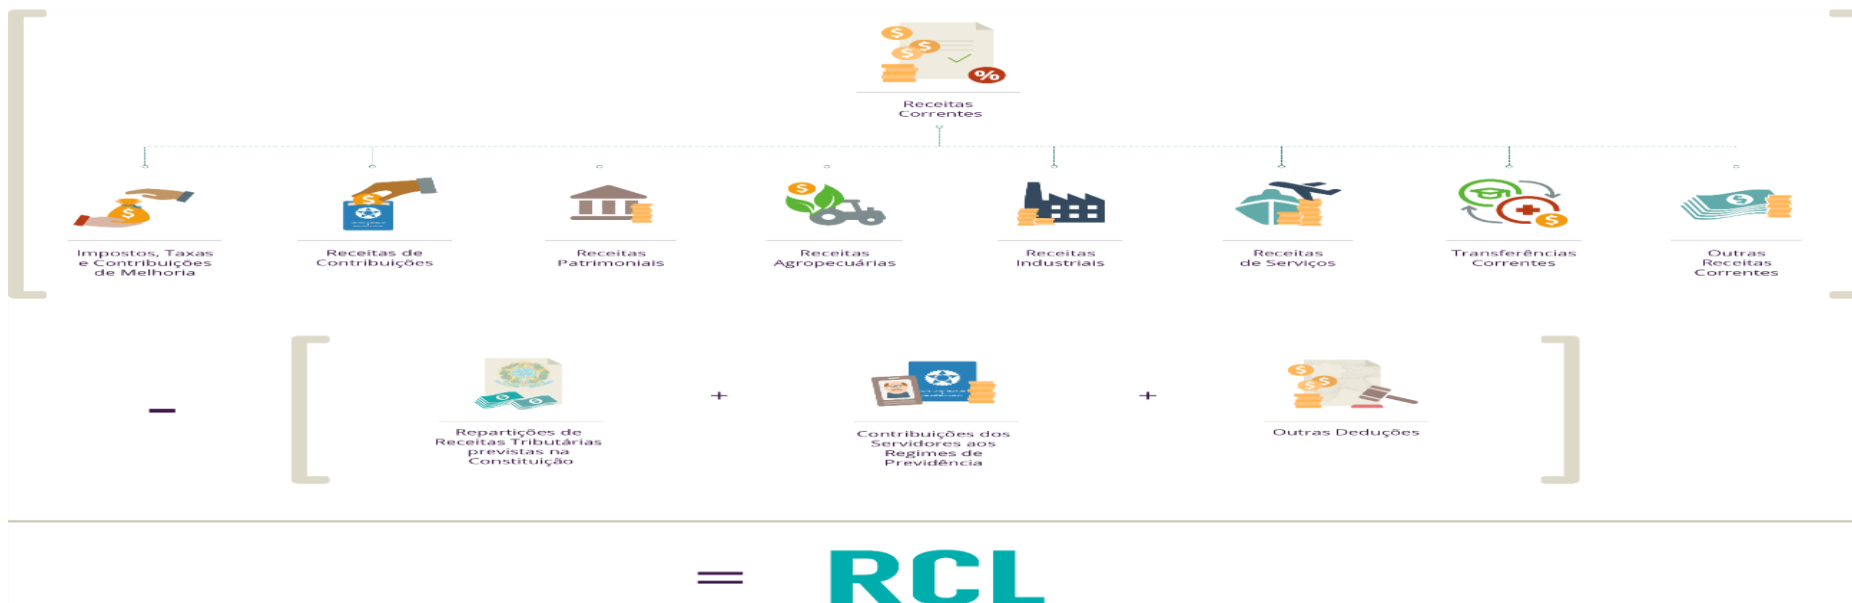 Receitas
Correntes
Impostos, Taxas
e Contribuições
de Melhoria
Receitas de
Contribuições
Receitas
Patrimoniais
Receitas
Agropecuárias
Receitas
Industriais
Receitas
de Serviços
Transferências
Correntes
Outras
Receitas
Correntes
–
Repartições de
Receitas Tributárias
previstas na
Constituição
+
Contribuições dos
Servidores aos
Regimes de
Previdência
+
Outras Deduções
= RCL